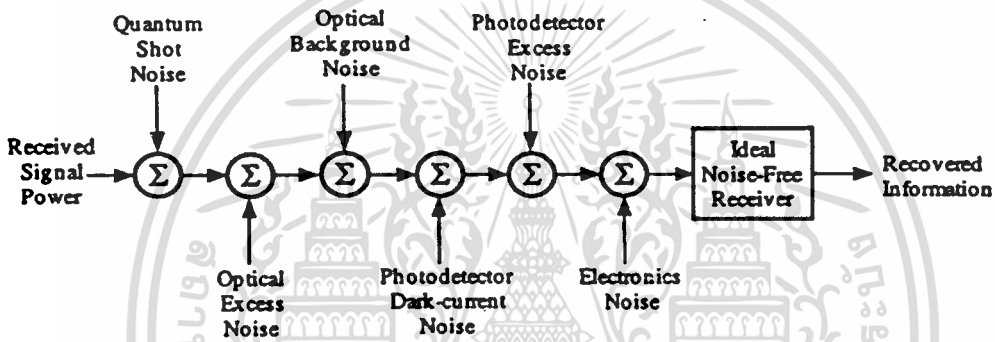 Quantum
Shot
Noise
Optical
Background
Noise
Photodetector
Excess
Noise
Received
Signal
Power
Σ
Σ
Σ
Σ
Σ
Σ
Ideal
Noise-Free
Receiver
Recovered
Information
Optical
Excess
Noise
Photodetector
Dark-current
Noise
Electronics
Noise